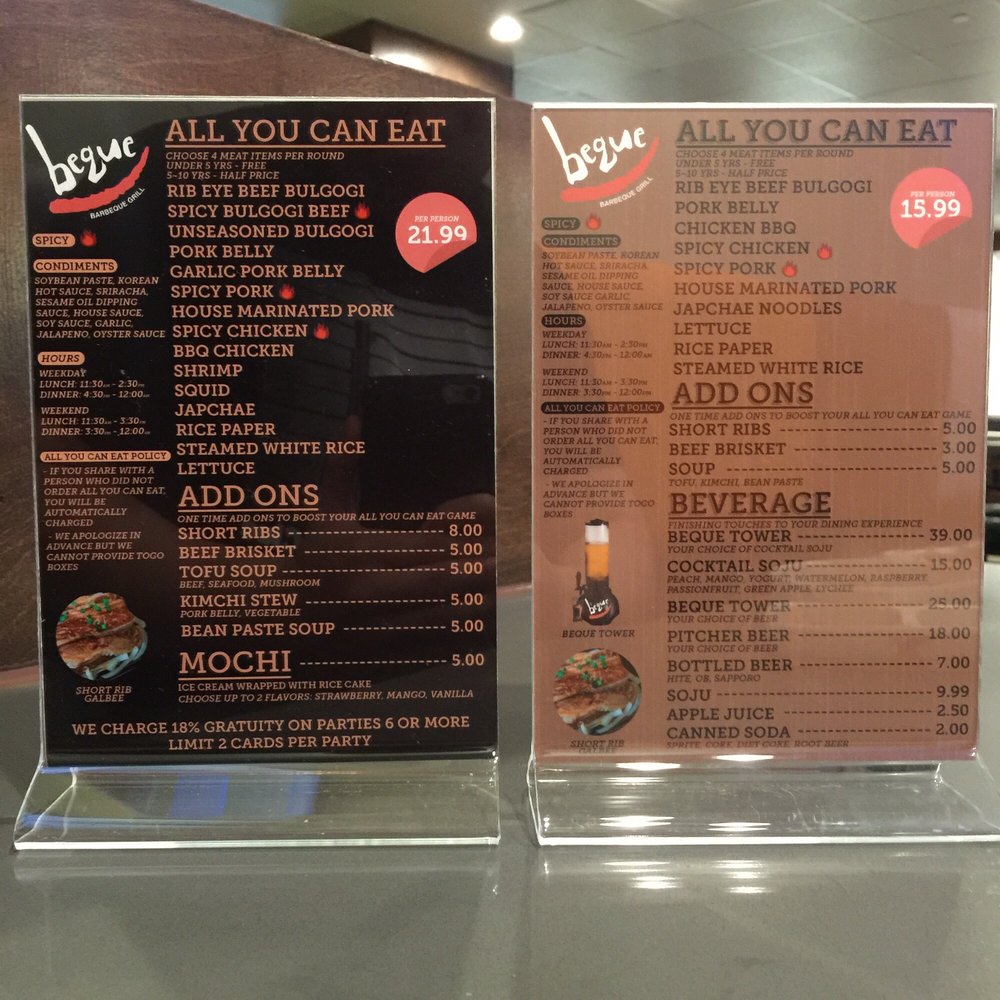 beque
BARBEQUE GRILL
ALL YOU CAN EAT
CHOOSE 4 MEAT ITEMS PER ROUND
UNDER 5 YRS - FREE
5-10 YRS - HALF PRICE
RIB EYE BEEF BULGOGI
SPICY BULGOGI BEEF
UNSEASONED BULGOGI
PORK BELLY
GARLIC PORK BELLY
SPICY PORK
HOUSE MARINATED PORK
SPICY CHICKEN
BBQ CHICKEN
SHRIMP
SQUID
JAPCHAE
RICE PAPER
STEAMED WHITE RICE
LETTUCE
PER PERSON
21.99
SPICY
CONDIMENTS
SOYBEAN PASTE, KOREAN
HOT SAUCE, SRIRACHA,
SESAME OIL DIPPING
SAUCE, HOUSE SAUCE,
SOY SAUCE, GARLIC,
JALAPENO, OYSTER SAUCE
HOURS
WEEKDAY
LUNCH: 11:30AM - 2:30PM
DINNER: 4:30PM - 12:00AM
WEEKEND
LUNCH: 11:30AM - 3:30PM
DINNER: 3:30PM - 12:00AM
ALL YOU CAN EAT POLICY
- IF YOU SHARE WITH A
PERSON WHO DID NOT
ORDER ALL YOU CAN EAT,
YOU WILL BE
AUTOMATICALLY
CHARGED
- WE APOLOGIZE IN
ADVANCE BUT WE
CANNOT PROVIDE TOGO
BOXES
SHORT RIB
GALBEE
ADD ONS
ONE TIME ADD ONS TO BOOST YOUR ALL YOU CAN EAT GAME
SHORT RIBS ---------- 8.00
BEEF BRISKET ---------- 5.00
TOFU SOUP ---------- 5.00
BEEF, SEAFOOD, MUSHROOM
KIMCHI STEW ---------- 5.00
PORK BELLY, VEGETABLE
BEAN PASTE SOUP ---------- 5.00
MOCHI ---------- 5.00
ICE CREAM WRAPPED WITH RICE CAKE
CHOOSE UP TO 2 FLAVORS: STRAWBERRY, MANGO, VANILLA
WE CHARGE 18% GRATUITY ON PARTIES 6 OR MORE
LIMIT 2 CARDS PER PARTY
beque
BARBEQUE GRILL
ALL YOU CAN EAT
CHOOSE 4 MEAT ITEMS PER ROUND
UNDER 5 YRS - FREE
5-10 YRS - HALF PRICE
RIB EYE BEEF BULGOGI
PORK BELLY
CHICKEN BBQ
SPICY CHICKEN
SPICY PORK
HOUSE MARINATED PORK
JAPCHAE NOODLES
LETTUCE
RICE PAPER
STEAMED WHITE RICE
PER PERSON
15.99
SPICY
CONDIMENTS
SOYBEAN PASTE, KOREAN
HOT SAUCE, SRIRACHA,
SESAME OIL DIPPING
SAUCE, HOUSE SAUCE,
SOY SAUCE GARLIC,
JALAPENO, OYSTER SAUCE
HOURS
WEEKDAY
LUNCH: 11:30AM - 2:30PM
DINNER: 4:30PM - 12:00AM
WEEKEND
LUNCH: 11:30AM - 3:30PM
DINNER: 3:30PM - 12:00AM
ALL YOU CAN EAT POLICY
- IF YOU SHARE WITH A
PERSON WHO DID NOT
ORDER ALL YOU CAN EAT,
YOU WILL BE
AUTOMATICALLY
CHARGED
- WE APOLOGIZE IN
ADVANCE BUT WE
CANNOT PROVIDE TOGO
BOXES
beque
BEQUE TOWER
SHORT RIB
GALBEE
ADD ONS
ONE TIME ADD ONS TO BOOST YOUR ALL YOU CAN EAT GAME
SHORT RIBS ---------- 5.00
BEEF BRISKET ---------- 3.00
SOUP ---------- 5.00
TOFU, KIMCHI, BEAN PASTE
BEVERAGE
FINISHING TOUCHES TO YOUR DINING EXPERIENCE
BEQUE TOWER ---------- 39.00
YOUR CHOICE OF COCKTAIL SOJU
COCKTAIL SOJU ---------- 15.00
PEACH, MANGO, YOGURT, WATERMELON, RASPBERRY,
PASSIONFRUIT, GREEN APPLE, LYCHEE
BEQUE TOWER ---------- 25.00
YOUR CHOICE OF BEER
PITCHER BEER ---------- 18.00
YOUR CHOICE OF BEER
BOTTLED BEER ---------- 7.00
HITE, OB, SAPPORO
SOJU ---------- 9.99
APPLE JUICE ---------- 2.50
CANNED SODA ---------- 2.00
SPRITE, COKE, DIET COKE, ROOT BEER